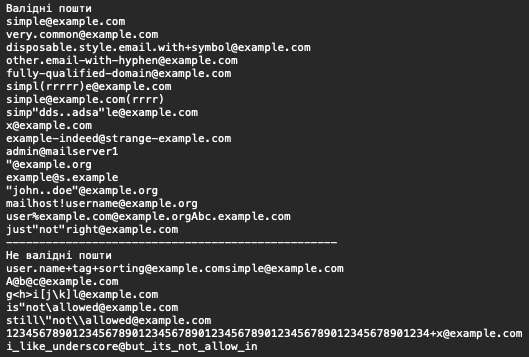 Валідні пошти
simple@example.com
very.common@example.com
disposable.style.email.with+symbol@example.com
other.email-with-hyphen@example.com
fully-qualified-domain@example.com
simpl(rrrrr)e@example.com
simple@example.com(rrrr)
simp"dds..adsa"le@example.com
x@example.com
example-indeed@strange-example.com
admin@mailserver1
"@example.org
example@s.example
"john..doe"@example.org
mailhost!username@example.org
user%example.com@example.orgAbc.example.com
just"not"right@example.com
--------------------------------------------------
Не валідні пошти
user.name+tag+sorting@example.comsimple@example.com
A@b@c@example.com
g<h>i[j\k]l@example.com
is"not\allowed@example.com
still\"not\\allowed@example.com
1234567890123456789012345678901234567890123456789012345678901234+x@example.com
i_like_underscore@but_its_not_allow_in